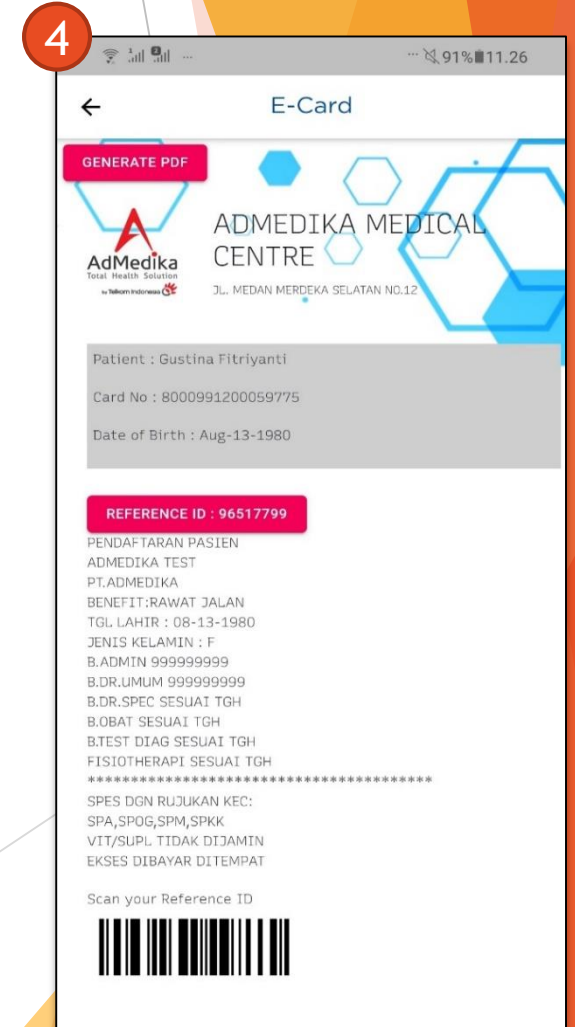 4
91% 11.26
E-Card
GENERATE PDF
AdMedika
Total Health Solution
by Telkom Indonesia
ADMEDIKA MEDICAL
CENTRE
JL. MEDAN MERDEKA SELATAN NO.12
Patient : Gustina Fitriyanti
Card No : 8000991200059775
Date of Birth : Aug-13-1980
REFERENCE ID : 96517799
PENDAFTARAN PASIEN
ADMEDIKA TEST
PT.ADMEDIKA
BENEFIT:RAWAT JALAN
TGL LAHIR : 08-13-1980
JENIS KELAMIN : F
B.ADMIN 999999999
B.DR.UMUM 999999999
B.DR.SPEC SESUAI TGH
B.OBAT SESUAI TGH
B.TEST DIAG SESUAI TGH
FISIOTHERAPI SESUAI TGH
****************************************
SPES DGN RUJUKAN KEC:
SPA,SPOG,SPM,SPKK
VIT/SUPL TIDAK DIJAMIN
EKSES DIBAYAR DITEMPAT
Scan your Reference ID